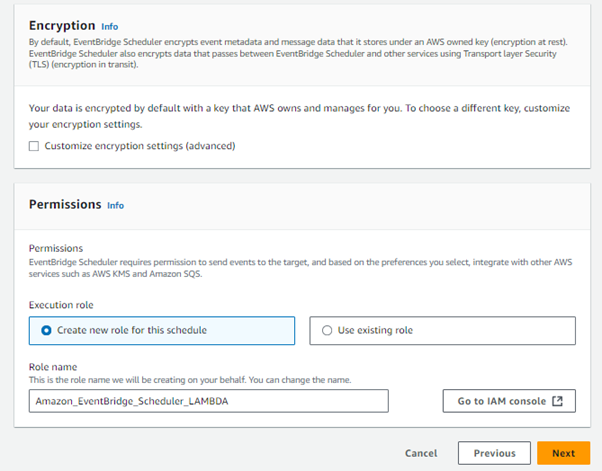 Encryption Info
By default, EventBridge Scheduler encrypts event metadata and message data that it stores under an AWS owned key (encryption at rest).
EventBridge Scheduler also encrypts data that passes between EventBridge Scheduler and other services using Transport layer Security
(TLS) (encryption in transit).
Your data is encrypted by default with a key that AWS owns and manages for you. To choose a different key, customize
your encryption settings.
Customize encryption settings (advanced)
Permissions Info
Permissions
EventBridge Scheduler requires permission to send events to the target, and based on the preferences you select, integrate with other AWS
services such as AWS KMS and Amazon SQS.
Execution role
Create new role for this schedule
Use existing role
Role name
This is the role name we will be creating on your behalf. You can change the name.
Amazon_EventBridge_Scheduler_LAMBDA
Go to IAM console
Cancel
Previous
Next